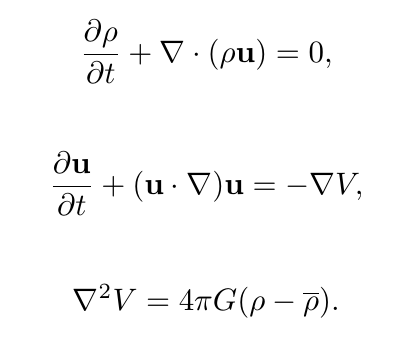 ∂ρ/∂t + ∇ · (ρ𝐮) = 0,
∂𝐮/∂t + (𝐮 · ∇)𝐮 = −∇V,
∇²V = 4πG(ρ − ρ̅).